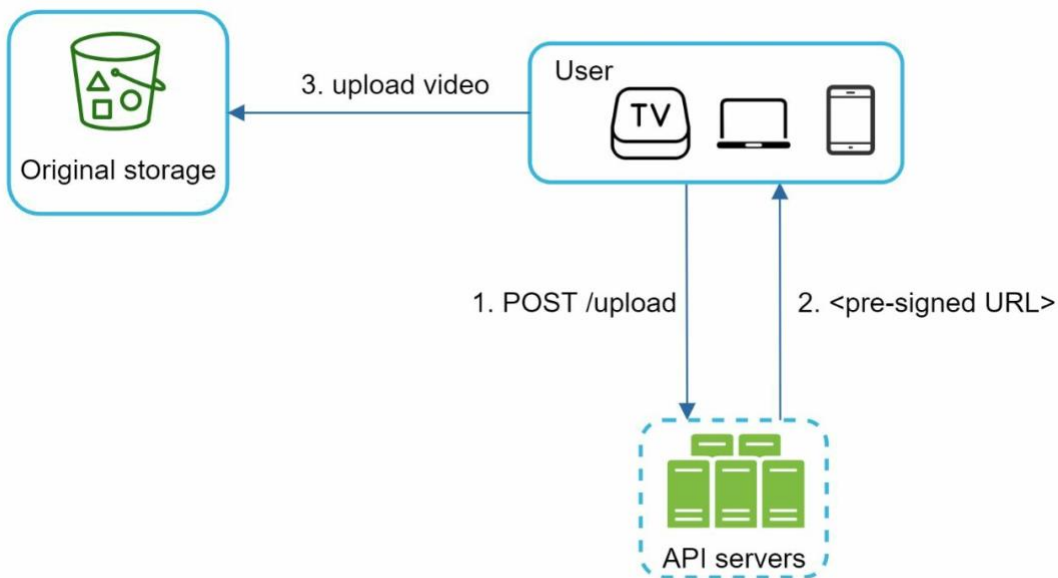 3. upload video
User
TV
Original storage
1. POST /upload
2. <pre-signed URL>
API servers